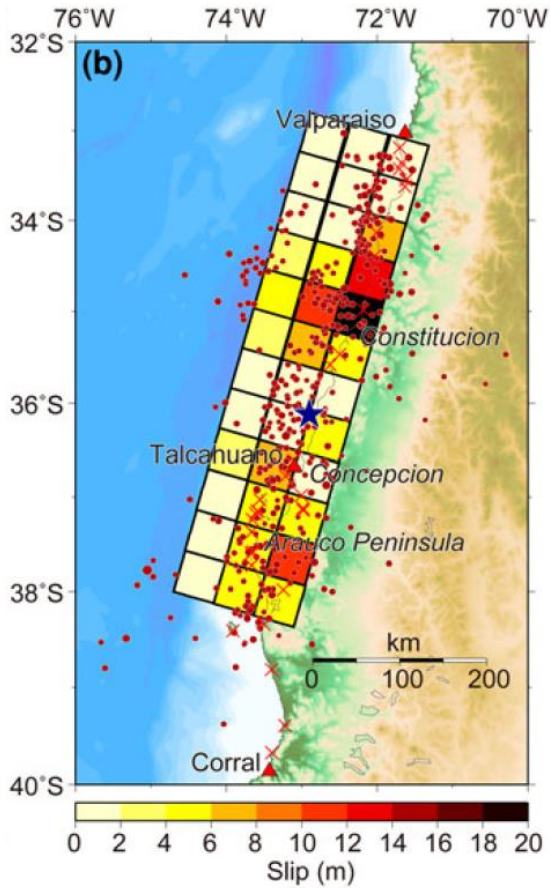 76°W 74°W 72°W 70°W
32°S
(b)
Valparaiso
34°S
Constitucion
36°S
Talcahuano
Concepcion
Arauco Peninsula
38°S
km
0 100 200
Corral
40°S
0 2 4 6 8 10 12 14 16 18 20
Slip (m)